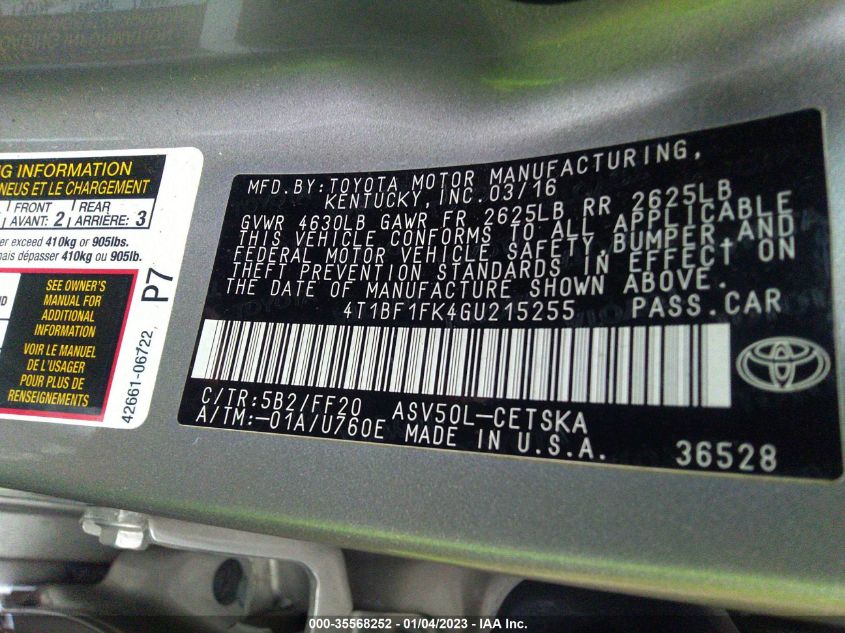 NG INFORMATION
NEUS ET LE CHARGEMENT
FRONT
AVANT: 2
REAR
ARRIÈRE: 3
er exceed 410kg or 905lbs.
mais dépasser 410kg ou 905lb.
SEE OWNER'S
MANUAL FOR
ADDITIONAL
INFORMATION
VOIR LE MANUEL
DE L'USAGER
POUR PLUS DE
RENSEIGNEMENTS
42661-06722, P7
MFD.BY:TOYOTA MOTOR MANUFACTURING,
KENTUCKY,INC.03/16
GVWR 4630LB GAWR FR 2625LB RR 2625LB
THIS VEHICLE CONFORMS TO ALL APPLICABLE
FEDERAL MOTOR VEHICLE SAFETY,BUMPER,AND
THEFT PREVENTION STANDARDS IN EFFECT ON
THE DATE OF MANUFACTURE SHOWN ABOVE.
4T1BF1FK4GU215255 PASS.CAR
C/TR:5B2/FF20 ASV50L-CETSKA
A/TM:-01A/U760E MADE IN U.S.A.
36528
000-35568252 - 01/04/2023 - IAA Inc.